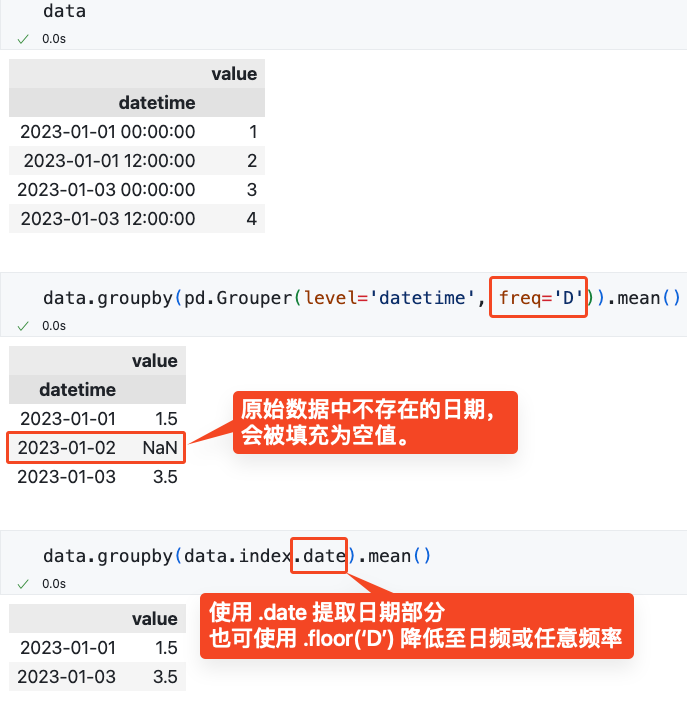 data
0.0s
value
datetime
2023-01-01 00:00:00 1
2023-01-01 12:00:00 2
2023-01-03 00:00:00 3
2023-01-03 12:00:00 4
data.groupby(pd.Grouper(level='datetime', freq='D')).mean()
0.0s
value
datetime
2023-01-01 1.5
2023-01-02 NaN
2023-01-03 3.5
原始数据中不存在的日期，
会被填充为空值。
data.groupby(data.index.date).mean()
0.0s
value
2023-01-01 1.5
2023-01-03 3.5
使用 .date 提取日期部分
也可使用 .floor(‘D’) 降低至日频或任意频率